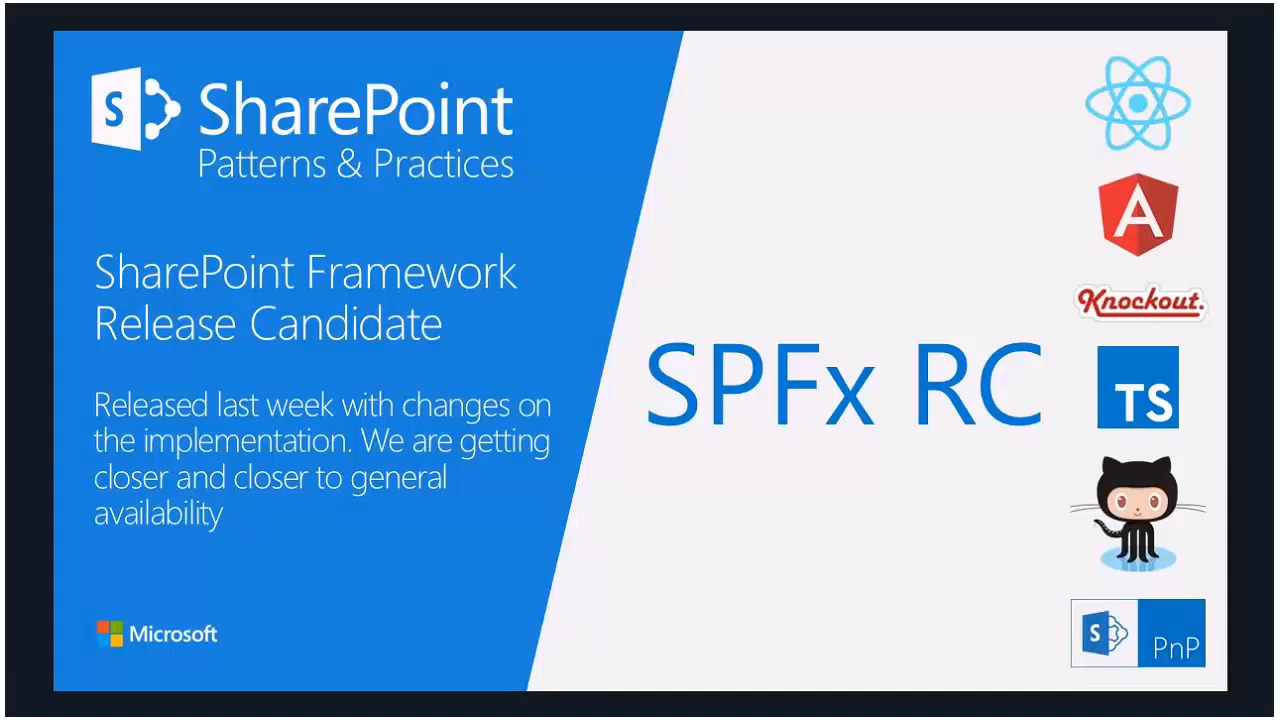 S
SharePoint
Patterns & Practices
SharePoint Framework
Release Candidate
Released last week with changes on
the implementation. We are getting
closer and closer to general
availability
Microsoft
SPFx RC
A
Knockout.
TS
S
PnP